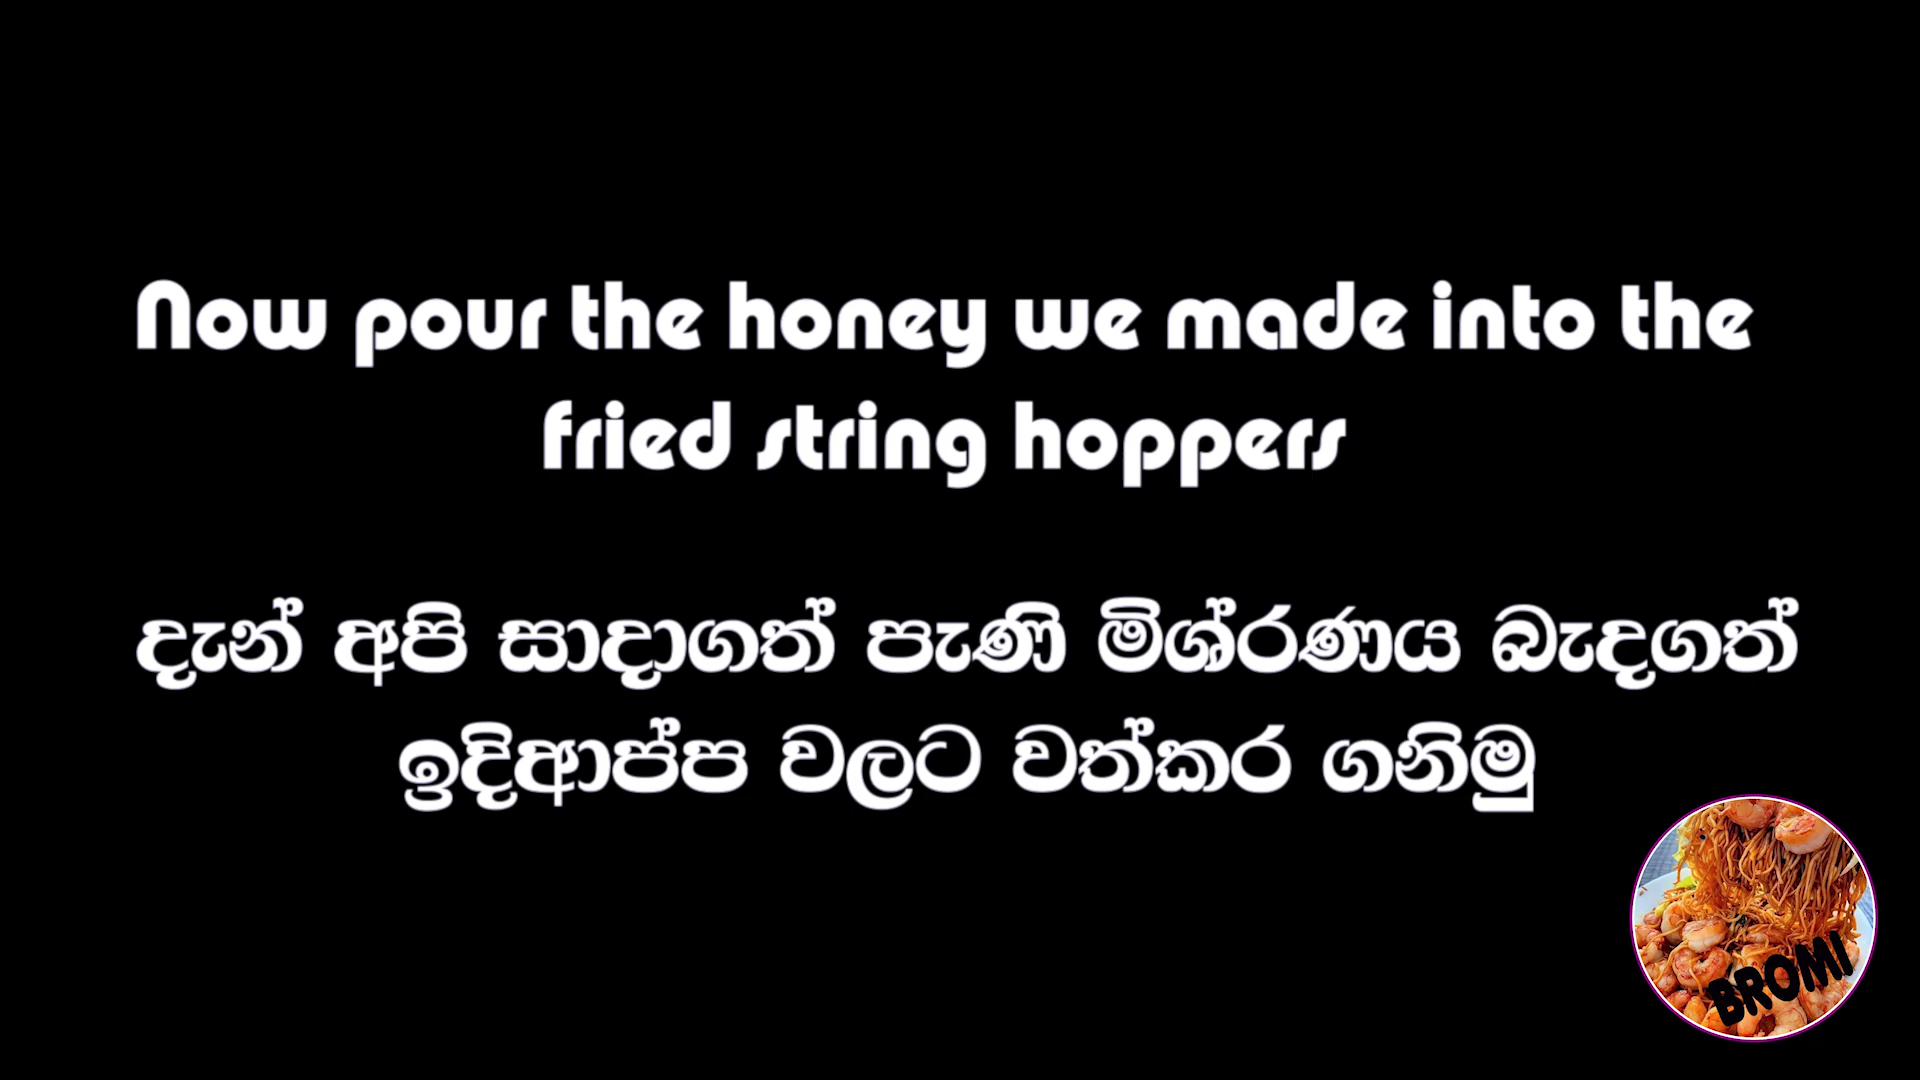 Now pour the honey we made into the
fried string hoppers
දැන් අපි සාදාගත් පැණි මිශ්රණය බැදගත්
ඉදිආප්ප වලට වත්කර ගනිමු
BROMI